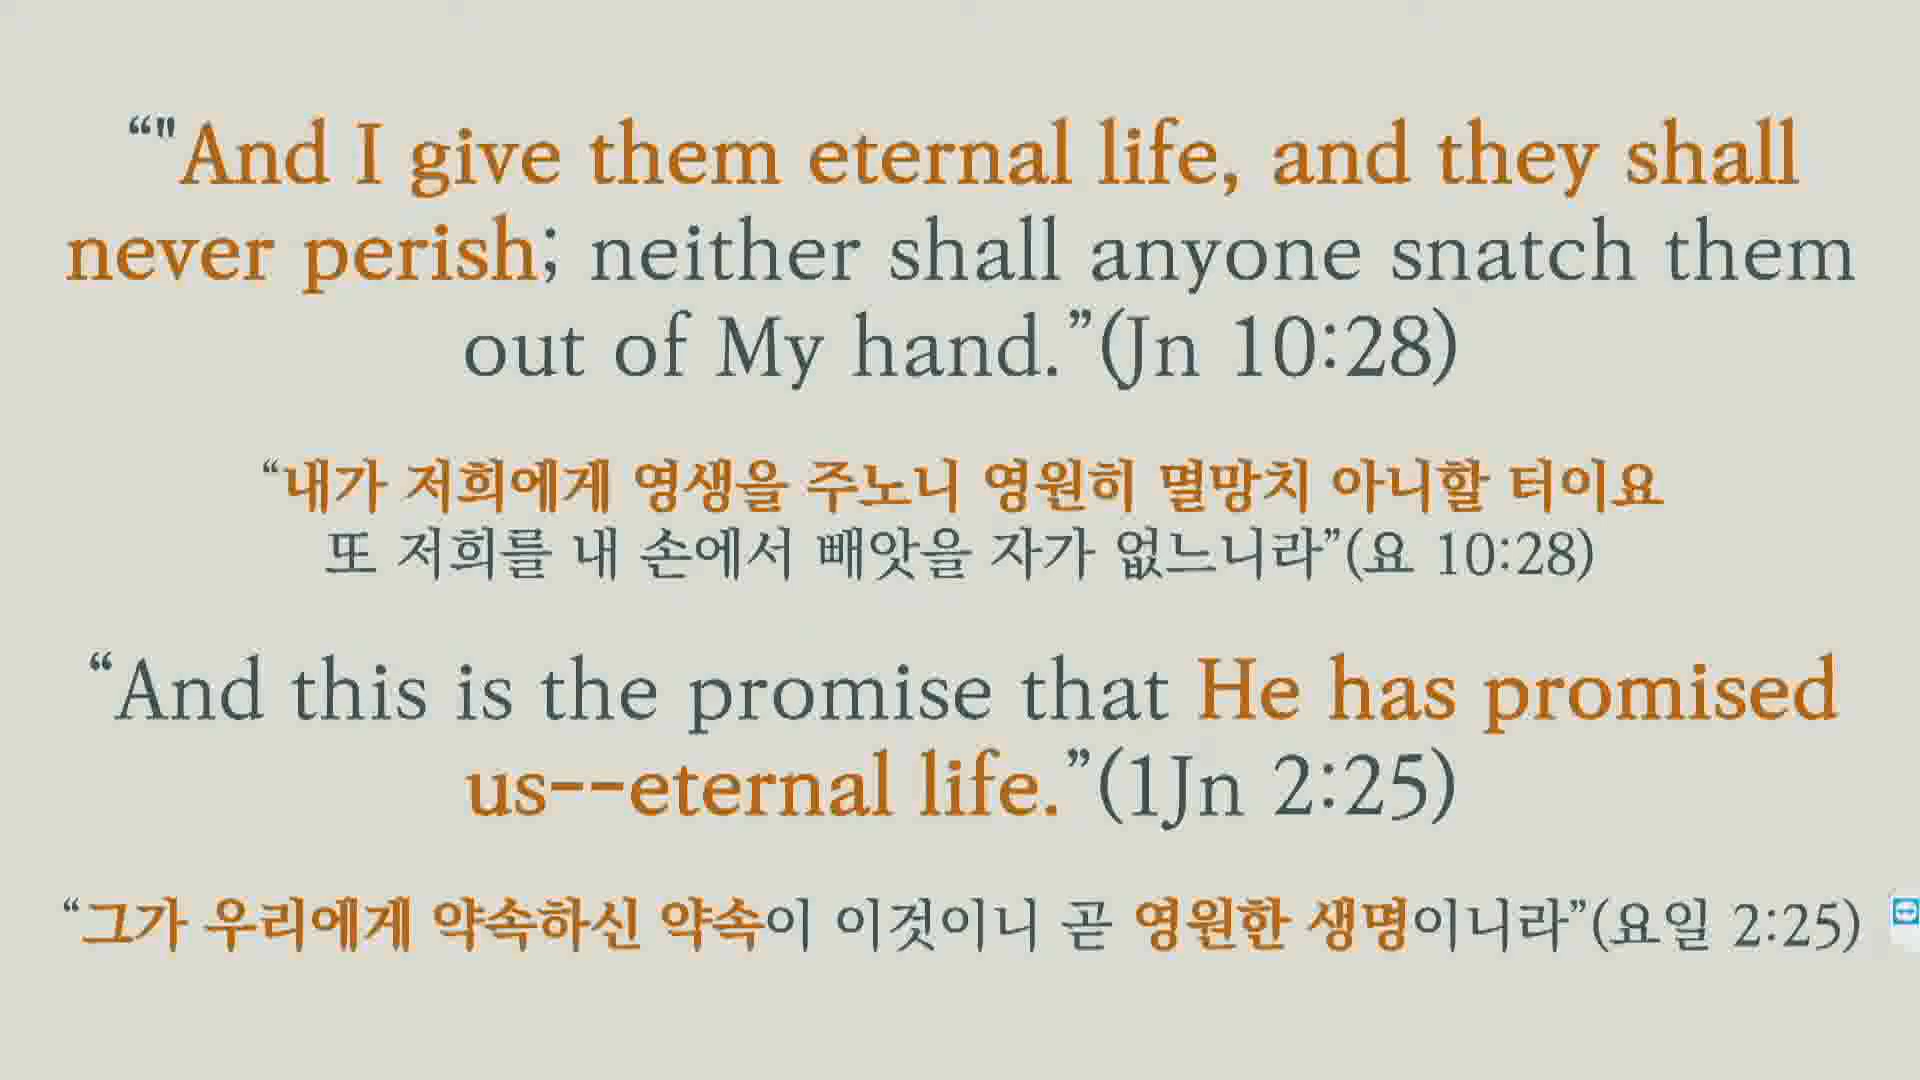 “"And I give them eternal life, and they shall
never perish; neither shall anyone snatch them
out of My hand.”(Jn 10:28)
“내가 저희에게 영생을 주노니 영원히 멸망치 아니할 터이요
또 저희를 내 손에서 빼앗을 자가 없느니라”(요 10:28)
“And this is the promise that He has promised
us--eternal life.”(1Jn 2:25)
“그가 우리에게 약속하신 약속이 이것이니 곧 영원한 생명이니라”(요일 2:25)